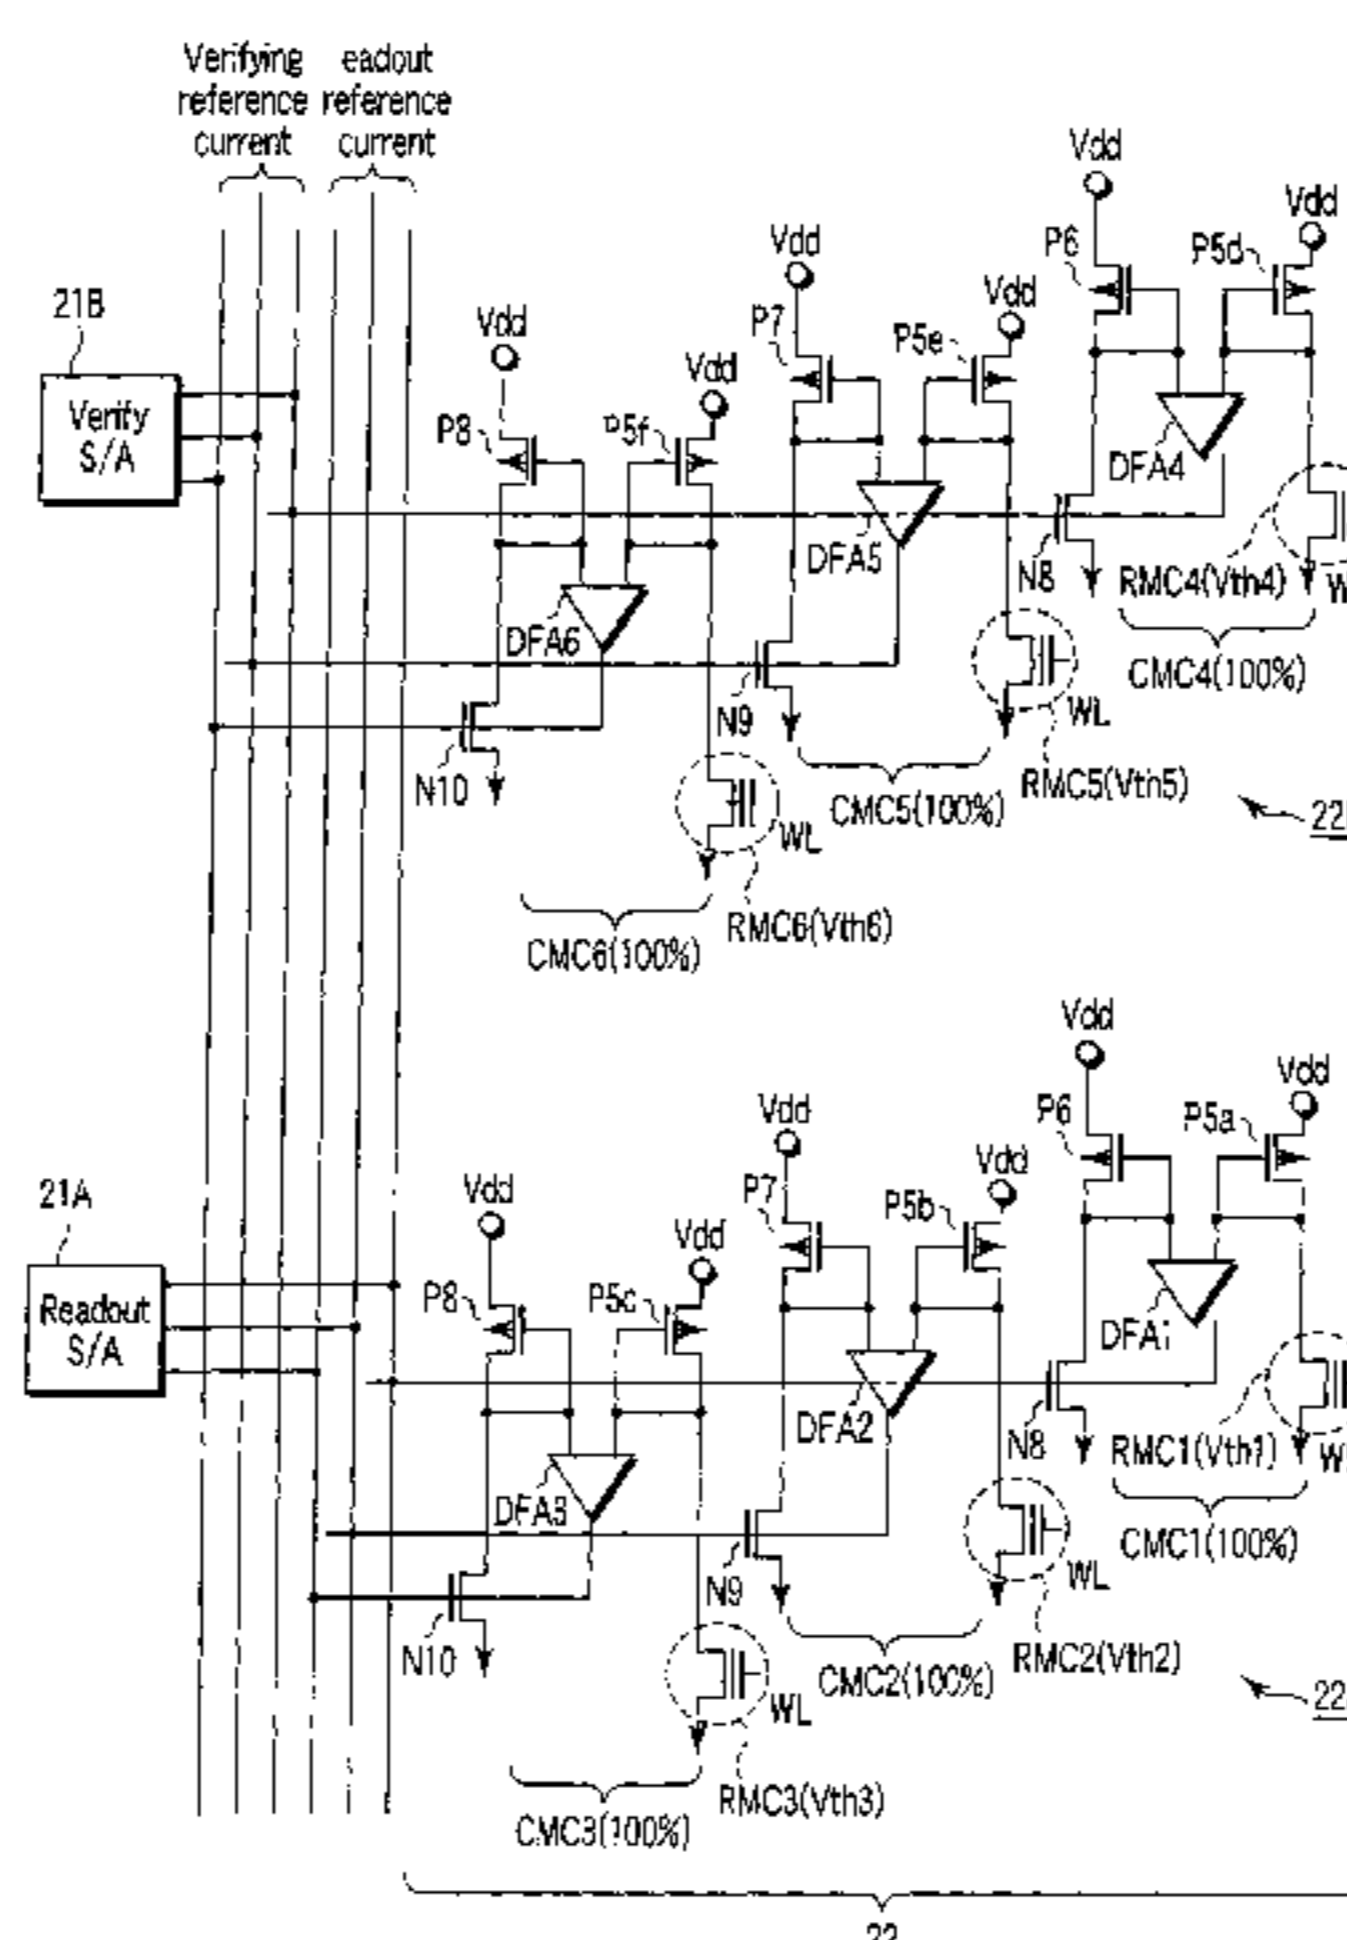 Verifying reference current
eadout reference current
Vdd
Vdd
P6
P5d
Vdd
Vdd
P7
P5e
21B
Vdd
Vdd
Verify S/A
P8
P5f
DFA4
DFA5
N8
RMC4(Vth4)
DFA6
CMC4(100%)
N9
WL
N10
RMC5(Vth5)
CMC5(100%)
WL
RMC6(Vth6)
CMC6(100%)
Vdd
Vdd
P6
P5a
Vdd
Vdd
P7
P5b
21A
Vdd
Vdd
Readout S/A
P8
P5c
DFA1
DFA2
N8
RMC1(Vth1)
DFA3
CMC1(100%)
N9
WL
N10
RMC2(Vth2)
CMC2(100%)
WL
RMC3(Vth3)
CMC3(100%)
22